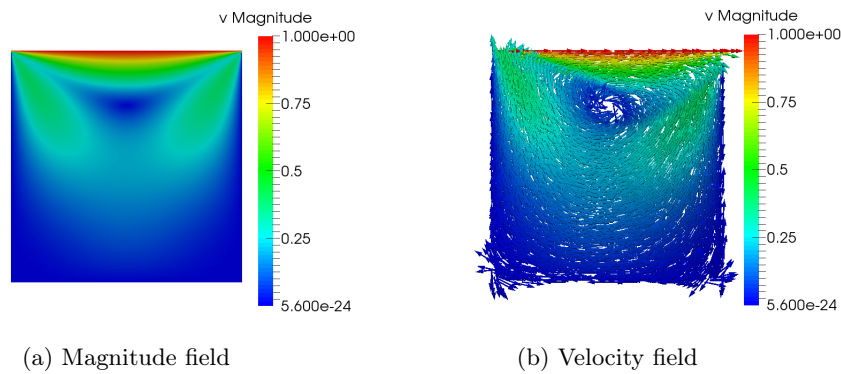 v Magnitude
1.000e+00
0.75
0.5
0.25
5.600e-24
(a) Magnitude field
v Magnitude
1.000e+00
0.75
0.5
0.25
5.600e-24
(b) Velocity field